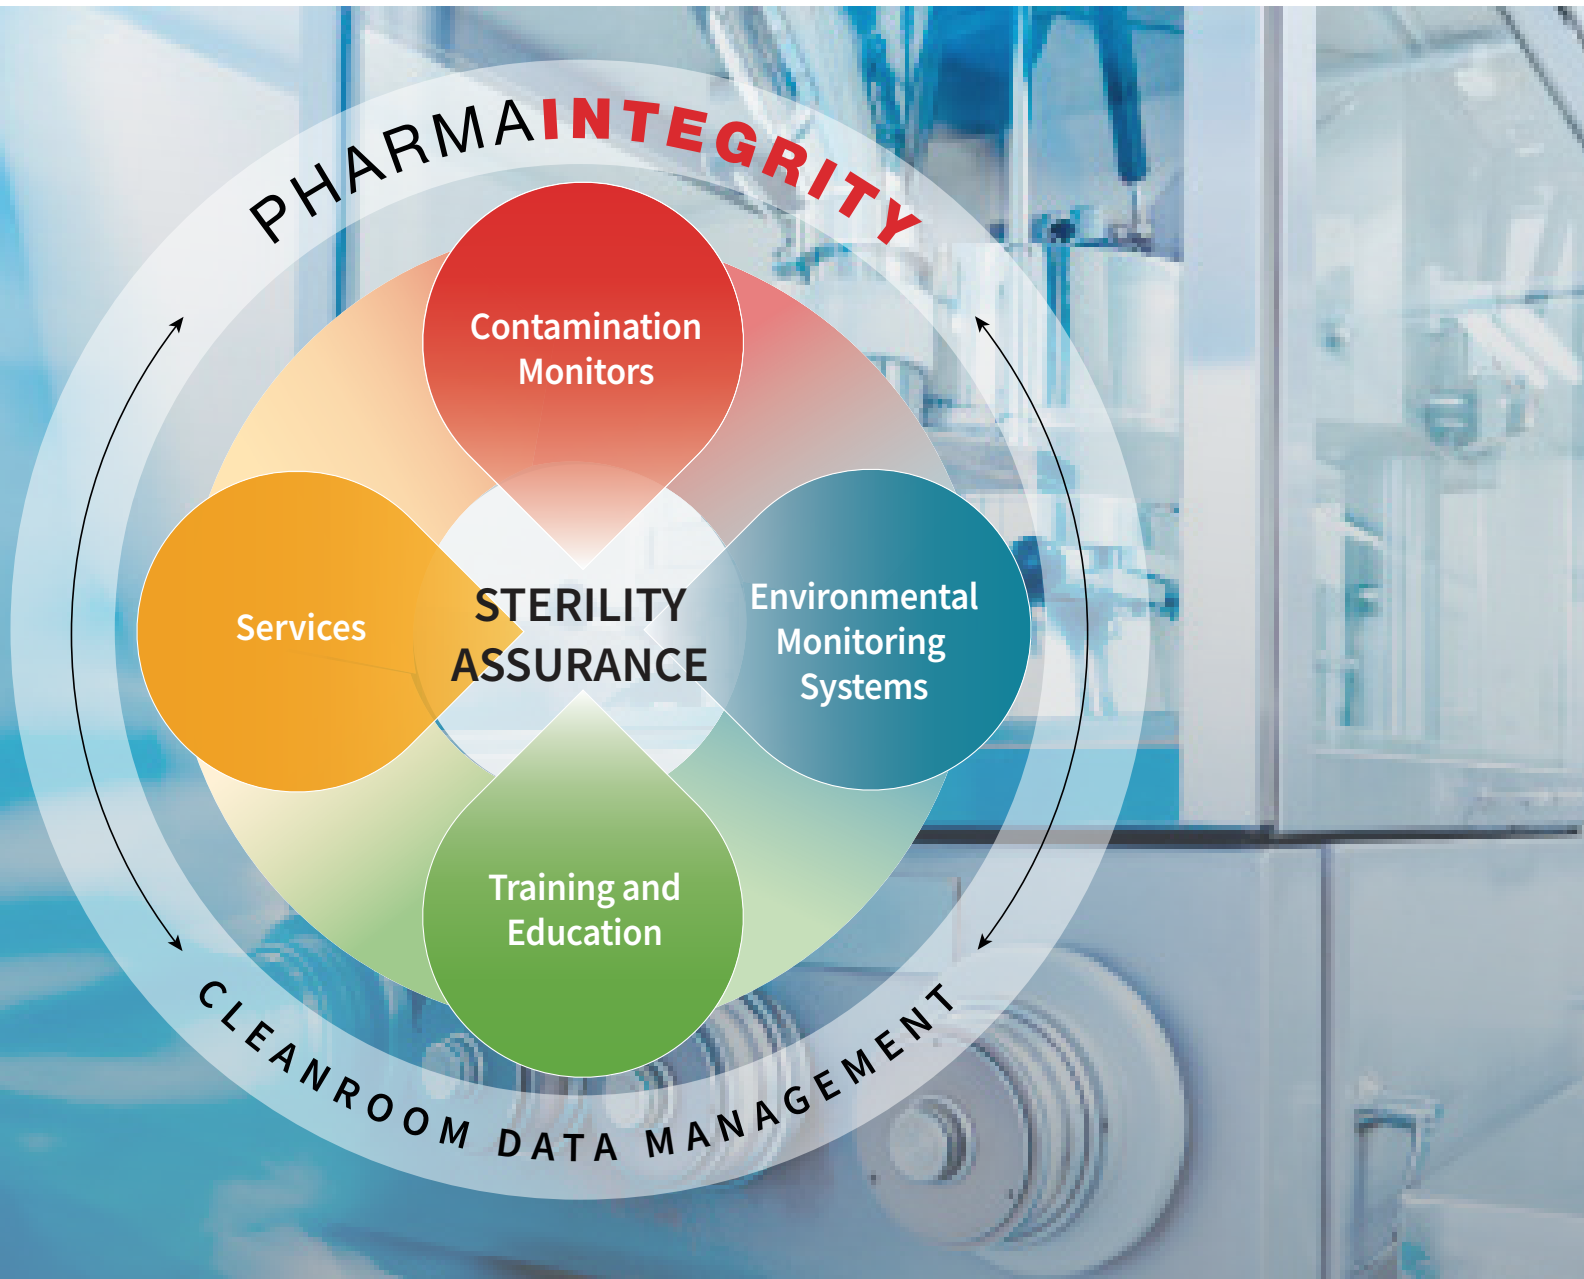 PHARMAINTEGRITY
Contamination
Monitors
Services
STERILITY
ASSURANCE
Environmental
Monitoring
Systems
Training and
Education
CLEANROOM DATA MANAGEMENT